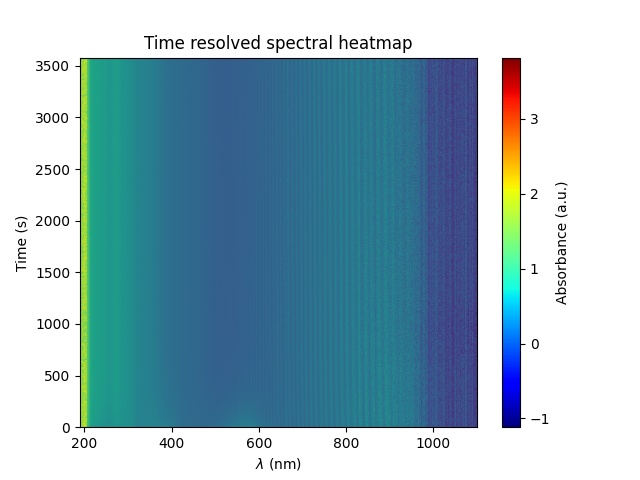 Time resolved spectral heatmap
3500
3000
2500
2000
1500
1000
500
0
Time (s)
200 400 600 800 1000
λ (nm)
3
2
1
0
−1
Absorbance (a.u.)